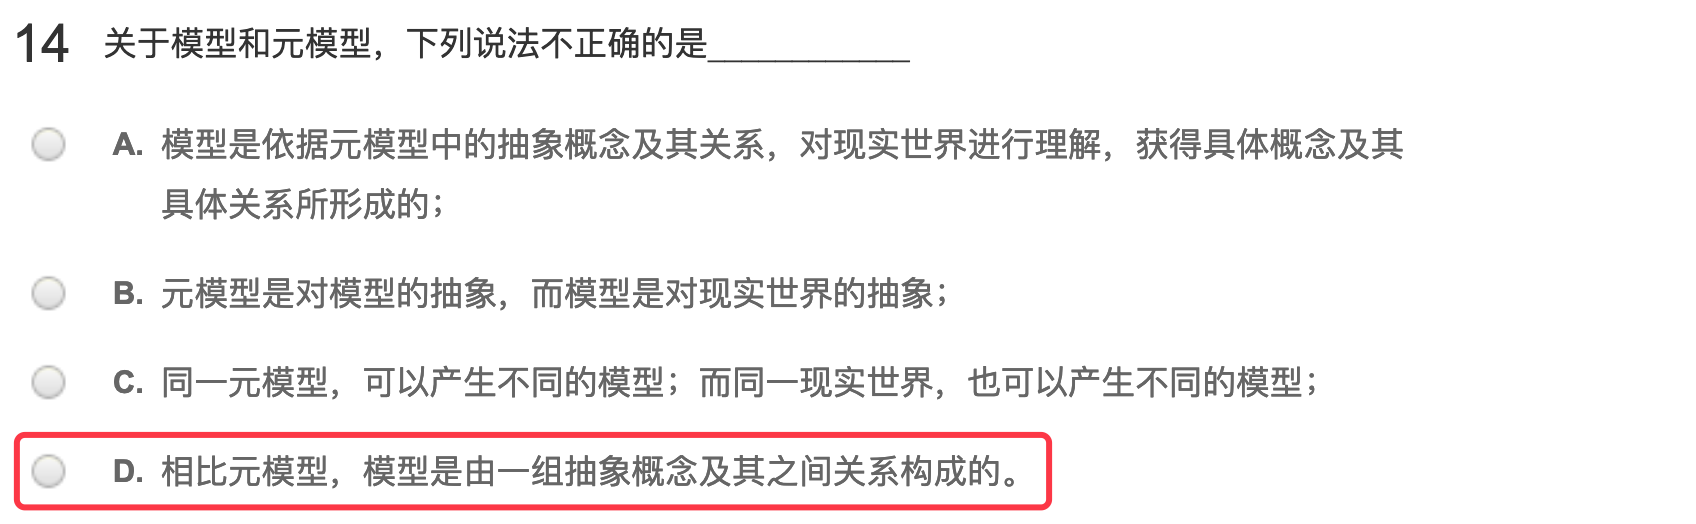 14 关于模型和元模型，下列说法不正确的是____________
A. 模型是依据元模型中的抽象概念及其关系，对现实世界进行理解，获得具体概念及其
具体关系所形成的；
B. 元模型是对模型的抽象，而模型是对现实世界的抽象；
C. 同一元模型，可以产生不同的模型；而同一现实世界，也可以产生不同的模型；
D. 相比元模型，模型是由一组抽象概念及其之间关系构成的。